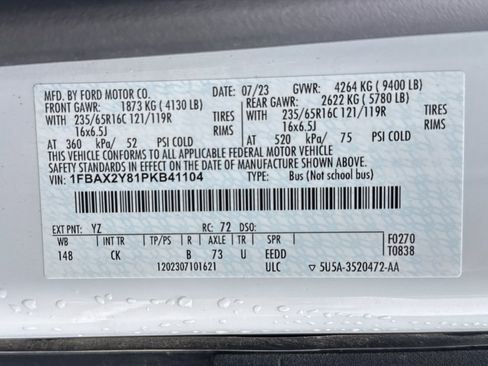 MFD. BY FORD MOTOR CO. 07/23 GVWR: 4264 KG ( 9400 LB)
FRONT GAWR: 1873 KG ( 4130 LB) REAR GAWR: 2622 KG ( 5780 LB)
WITH 235/65R16C 121/119R TIRES WITH 235/65R16C 121/119R TIRES
16x6.5J RIMS 16x6.5J RIMS
AT 360 kPa/ 52 PSI COLD AT 520 kPa/ 75 PSI COLD
THIS VEHICLE CONFORMS TO ALL APPLICABLE FEDERAL MOTOR VEHICLE
SAFETY STANDARDS IN EFFECT ON THE DATE OF MANUFACTURE SHOWN ABOVE.
VIN: 1FBAX2Y81PKB41104 TYPE: Bus (Not school bus)
EXT PNT: YZ RC: 72 DSO: F0270
WB INT TR TP/PS R AXLE TR SPR T0838
148 CK B 73 U EEDD
1202307101621 ULC ▽ 5U5A-3520472-AA